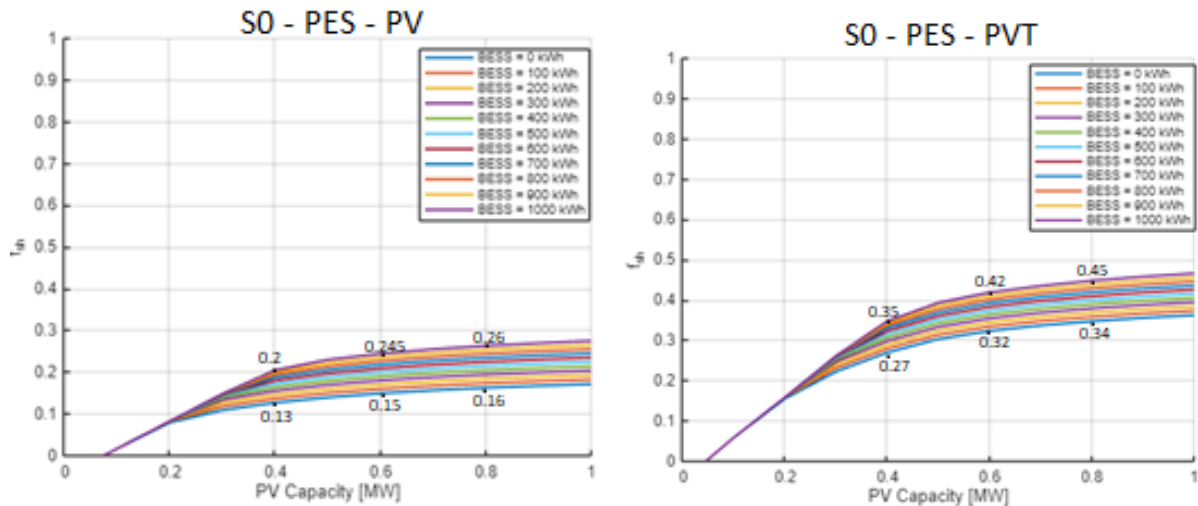 S0 - PES - PV
1
0.9
0.8
0.7
0.6
0.5
0.4
0.3
0.2
0.1
0
f_sh
BESS = 0 kWh
BESS = 100 kWh
BESS = 200 kWh
BESS = 300 kWh
BESS = 400 kWh
BESS = 500 kWh
BESS = 600 kWh
BESS = 700 kWh
BESS = 800 kWh
BESS = 900 kWh
BESS = 1000 kWh
0.2
0.245
0.26
0.13
0.15
0.16
0 0.2 0.4 0.6 0.8 1
PV Capacity [MW]
S0 - PES - PVT
1
0.9
0.8
0.7
0.6
0.5
0.4
0.3
0.2
0.1
0
f_sh
BESS = 0 kWh
BESS = 100 kWh
BESS = 200 kWh
BESS = 300 kWh
BESS = 400 kWh
BESS = 500 kWh
BESS = 600 kWh
BESS = 700 kWh
BESS = 800 kWh
BESS = 900 kWh
BESS = 1000 kWh
0.35
0.42
0.45
0.27
0.32
0.34
0 0.2 0.4 0.6 0.8 1
PV Capacity [MW]